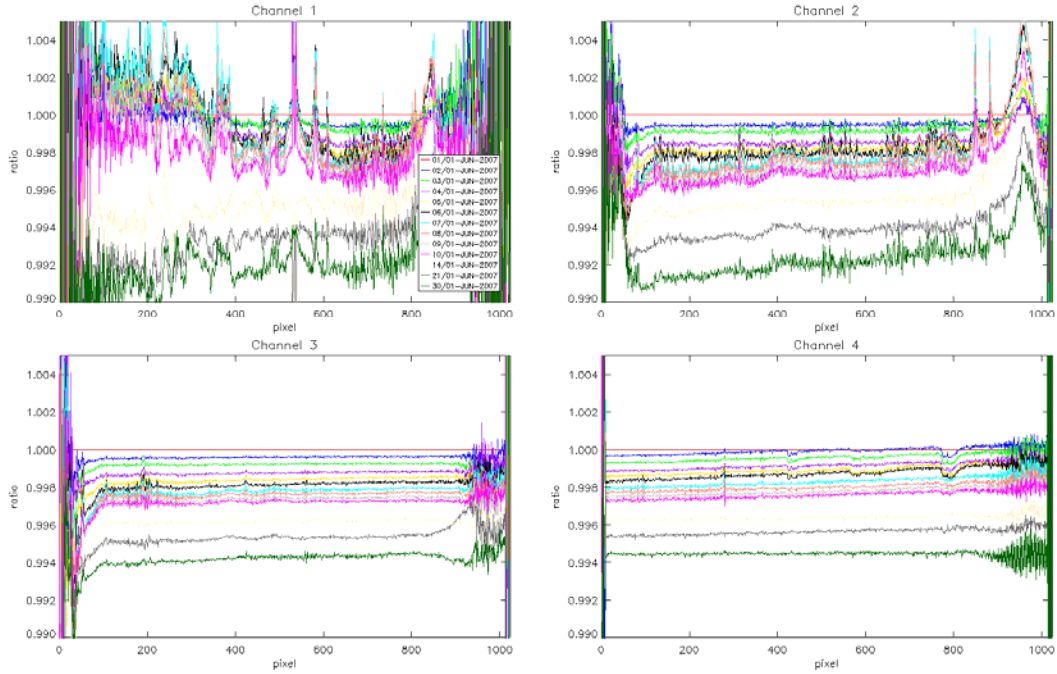 Channel 1
1.004
1.002
1.000
0.998
0.996
0.994
0.992
0.990
ratio
0 200 400 600 800 1000
pixel
01/01-JUN-2007
02/01-JUN-2007
03/01-JUN-2007
04/01-JUN-2007
05/01-JUN-2007
06/01-JUN-2007
07/01-JUN-2007
08/01-JUN-2007
09/01-JUN-2007
10/01-JUN-2007
14/01-JUN-2007
21/01-JUN-2007
30/01-JUN-2007
Channel 2
1.004
1.002
1.000
0.998
0.996
0.994
0.992
0.990
ratio
0 200 400 600 800 1000
pixel
Channel 3
1.004
1.002
1.000
0.998
0.996
0.994
0.992
0.990
ratio
0 200 400 600 800 1000
pixel
Channel 4
1.004
1.002
1.000
0.998
0.996
0.994
0.992
0.990
ratio
0 200 400 600 800 1000
pixel